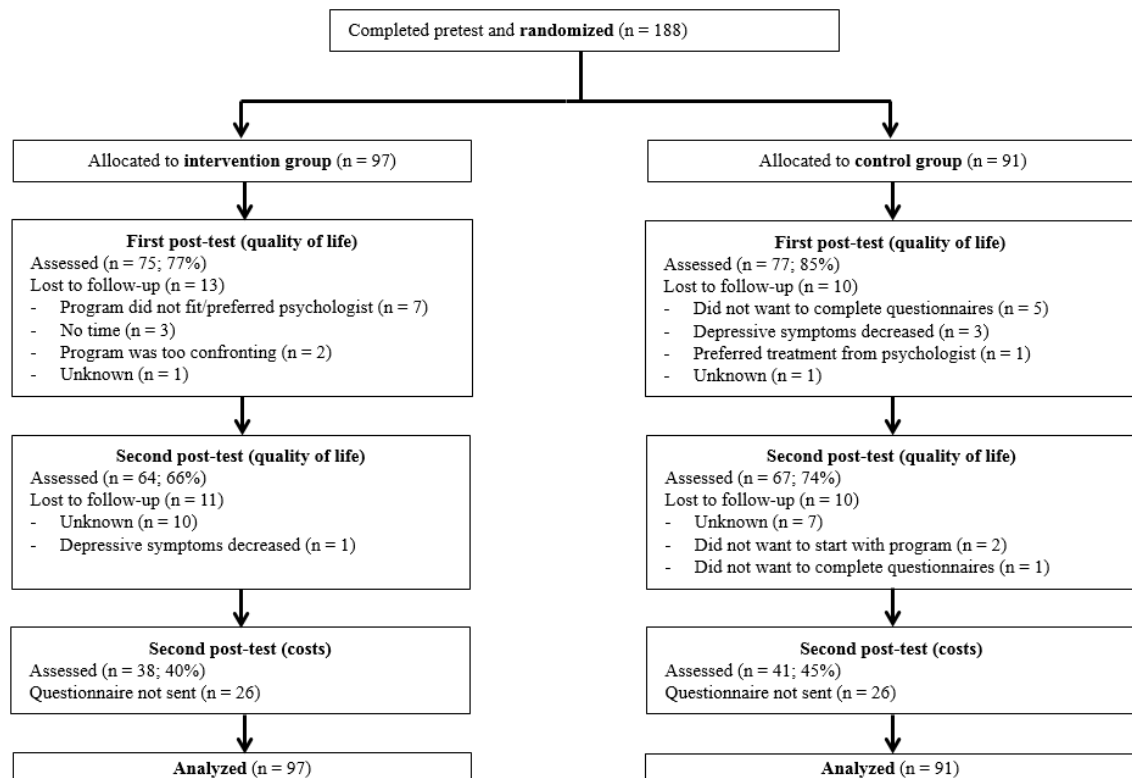 Completed pretest and randomized (n = 188)
Allocated to intervention group (n = 97)
Allocated to control group (n = 91)
First post-test (quality of life)
Assessed (n = 75; 77%)
Lost to follow-up (n = 13)
- Program did not fit/preferred psychologist (n = 7)
- No time (n = 3)
- Program was too confronting (n = 2)
- Unknown (n = 1)
First post-test (quality of life)
Assessed (n = 77; 85%)
Lost to follow-up (n = 10)
- Did not want to complete questionnaires (n = 5)
- Depressive symptoms decreased (n = 3)
- Preferred treatment from psychologist (n = 1)
- Unknown (n = 1)
Second post-test (quality of life)
Assessed (n = 64; 66%)
Lost to follow-up (n = 11)
- Unknown (n = 10)
- Depressive symptoms decreased (n = 1)
Second post-test (quality of life)
Assessed (n = 67; 74%)
Lost to follow-up (n = 10)
- Unknown (n = 7)
- Did not want to start with program (n = 2)
- Did not want to complete questionnaires (n = 1)
Second post-test (costs)
Assessed (n = 38; 40%)
Questionnaire not sent (n = 26)
Second post-test (costs)
Assessed (n = 41; 45%)
Questionnaire not sent (n = 26)
Analyzed (n = 97)
Analyzed (n = 91)